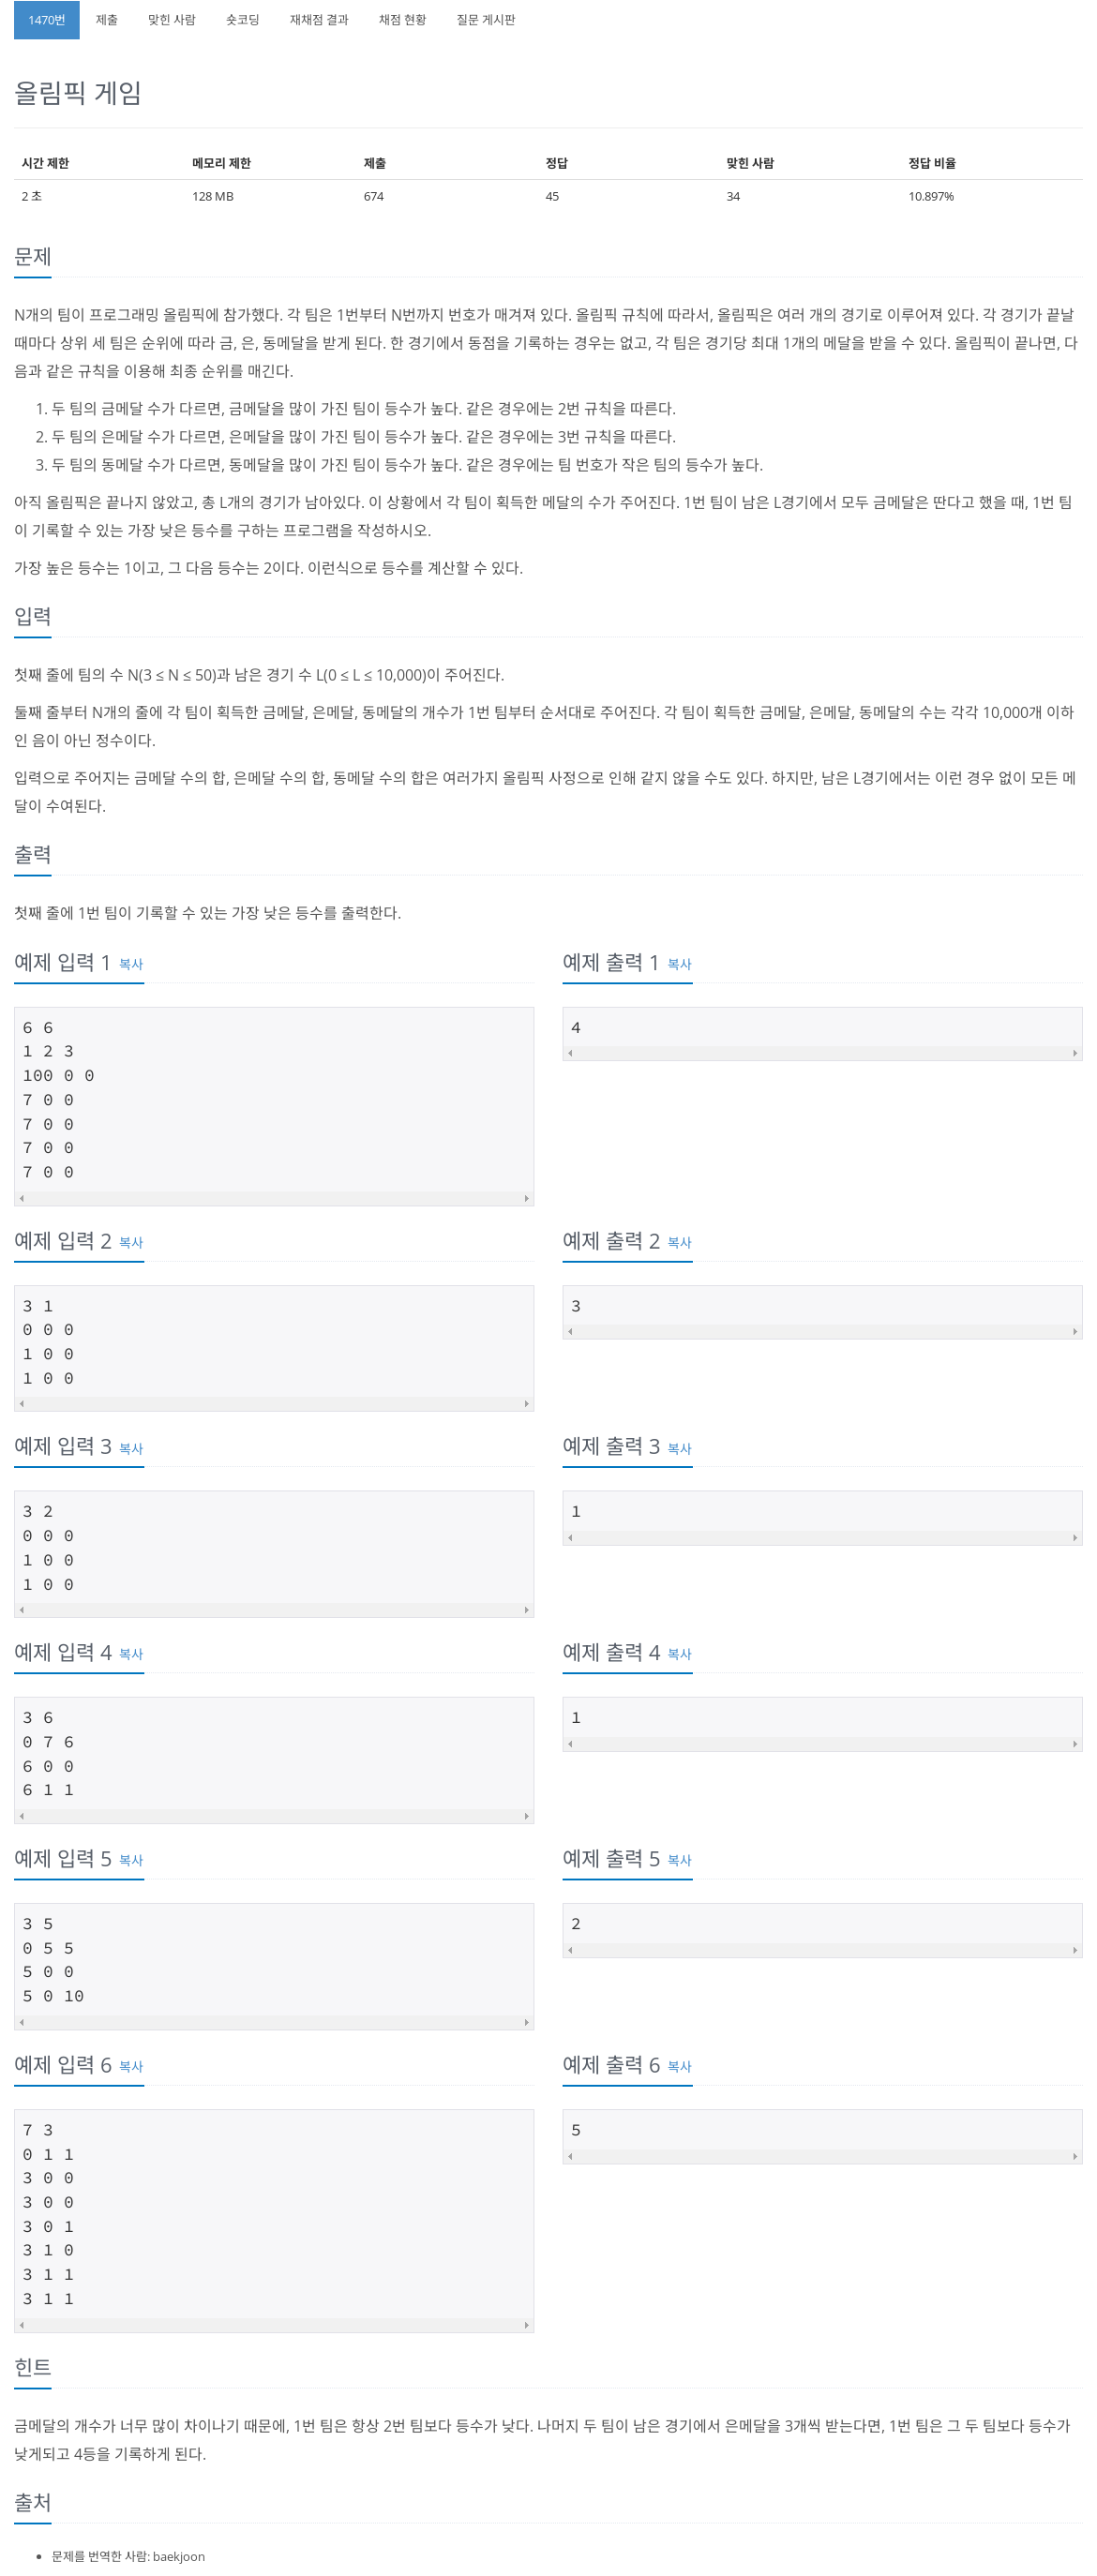 1470번 제출 맞힌 사람 숏코딩 재채점 결과 채점 현황 질문 게시판
올림픽 게임
시간 제한 메모리 제한 제출 정답 맞힌 사람 정답 비율
2 초 128 MB 674 45 34 10.897%
문제
N개의 팀이 프로그래밍 올림픽에 참가했다. 각 팀은 1번부터 N번까지 번호가 매겨져 있다. 올림픽 규칙에 따라서, 올림픽은 여러 개의 경기로 이루어져 있다. 각 경기가 끝날
때마다 상위 세 팀은 순위에 따라 금, 은, 동메달을 받게 된다. 한 경기에서 동점을 기록하는 경우는 없고, 각 팀은 경기당 최대 1개의 메달을 받을 수 있다. 올림픽이 끝나면, 다
음과 같은 규칙을 이용해 최종 순위를 매긴다.
1. 두 팀의 금메달 수가 다르면, 금메달을 많이 가진 팀이 등수가 높다. 같은 경우에는 2번 규칙을 따른다.
2. 두 팀의 은메달 수가 다르면, 은메달을 많이 가진 팀이 등수가 높다. 같은 경우에는 3번 규칙을 따른다.
3. 두 팀의 동메달 수가 다르면, 동메달을 많이 가진 팀이 등수가 높다. 같은 경우에는 팀 번호가 작은 팀의 등수가 높다.
아직 올림픽은 끝나지 않았고, 총 L개의 경기가 남아있다. 이 상황에서 각 팀이 획득한 메달의 수가 주어진다. 1번 팀이 남은 L경기에서 모두 금메달은 딴다고 했을 때, 1번 팀
이 기록할 수 있는 가장 낮은 등수를 구하는 프로그램을 작성하시오.
가장 높은 등수는 1이고, 그 다음 등수는 2이다. 이런식으로 등수를 계산할 수 있다.
입력
첫째 줄에 팀의 수 N(3 ≤ N ≤ 50)과 남은 경기 수 L(0 ≤ L ≤ 10,000)이 주어진다.
둘째 줄부터 N개의 줄에 각 팀이 획득한 금메달, 은메달, 동메달의 개수가 1번 팀부터 순서대로 주어진다. 각 팀이 획득한 금메달, 은메달, 동메달의 수는 각각 10,000개 이하
인 음이 아닌 정수이다.
입력으로 주어지는 금메달 수의 합, 은메달 수의 합, 동메달 수의 합은 여러가지 올림픽 사정으로 인해 같지 않을 수도 있다. 하지만, 남은 L경기에서는 이런 경우 없이 모든 메
달이 수여된다.
출력
첫째 줄에 1번 팀이 기록할 수 있는 가장 낮은 등수를 출력한다.
예제 입력 1 복사
6 6
1 2 3
100 0 0
7 0 0
7 0 0
7 0 0
7 0 0
예제 출력 1 복사
4
예제 입력 2 복사
3 1
0 0 0
1 0 0
1 0 0
예제 출력 2 복사
3
예제 입력 3 복사
3 2
0 0 0
1 0 0
1 0 0
예제 출력 3 복사
1
예제 입력 4 복사
3 6
0 7 6
6 0 0
6 1 1
예제 출력 4 복사
1
예제 입력 5 복사
3 5
0 5 5
5 0 0
5 0 10
예제 출력 5 복사
2
예제 입력 6 복사
7 3
0 1 1
3 0 0
3 0 0
3 0 1
3 1 0
3 1 1
3 1 1
예제 출력 6 복사
5
힌트
금메달의 개수가 너무 많이 차이나기 때문에, 1번 팀은 항상 2번 팀보다 등수가 낮다. 나머지 두 팀이 남은 경기에서 은메달을 3개씩 받는다면, 1번 팀은 그 두 팀보다 등수가
낮게되고 4등을 기록하게 된다.
출처
• 문제를 번역한 사람: baekjoon